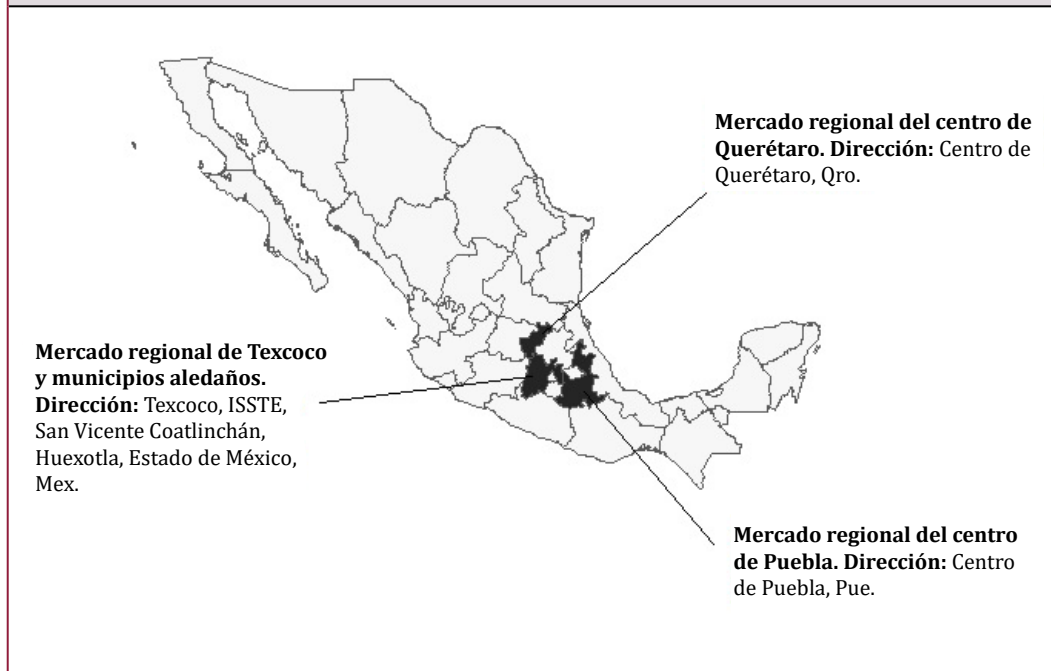 Mercado regional del centro de
Querétaro. Dirección: Centro de
Querétaro, Qro.
Mercado regional de Texcoco
y municipios aledaños.
Dirección: Texcoco, ISSTE,
San Vicente Coatlinchán,
Huexotla, Estado de México,
Mex.
Mercado regional del centro
de Puebla. Dirección: Centro
de Puebla, Pue.